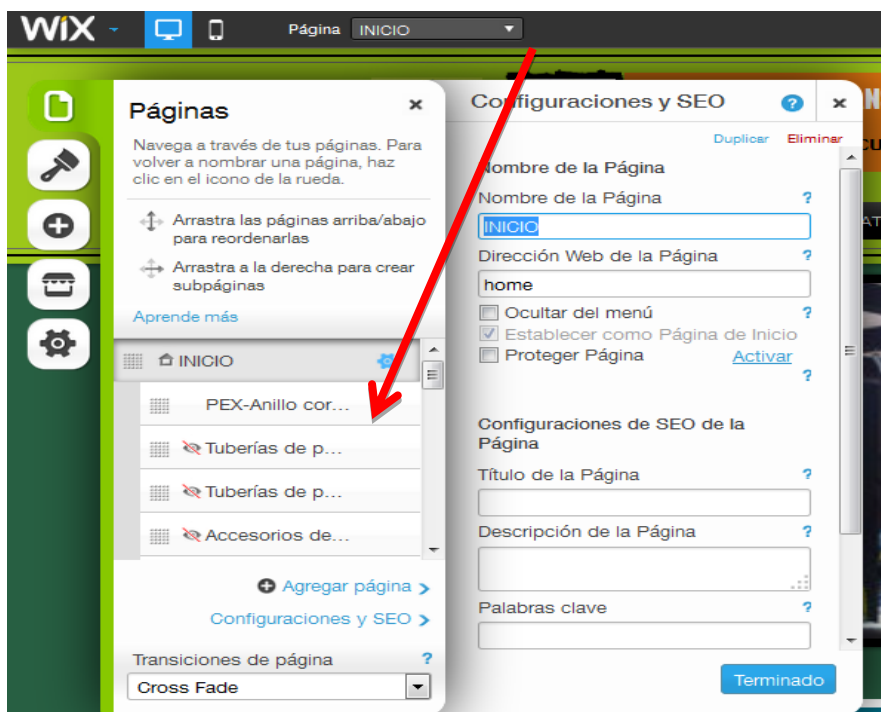 WiX
Página INICIO
Páginas
Navega a través de tus páginas. Para
volver a nombrar una página, haz
clic en el icono de la rueda.
Arrastra las páginas arriba/abajo
para reordenarlas
Arrastra a la derecha para crear
subpáginas
Aprende más
INICIO
PEX-Anillo cor...
Tuberías de p...
Tuberías de p...
Accesorios de...
Agregar página >
Configuraciones y SEO >
Transiciones de página ?
Cross Fade
Configuraciones y SEO ?
Duplicar Eliminar
Nombre de la Página
Nombre de la Página ?
INICIO
Dirección Web de la Página ?
home
Ocultar del menú ?
Establecer como Página de Inicio
Proteger Página Activar
?
Configuraciones de SEO de la
Página
Título de la Página ?
Descripción de la Página ?
Palabras clave ?
Terminado